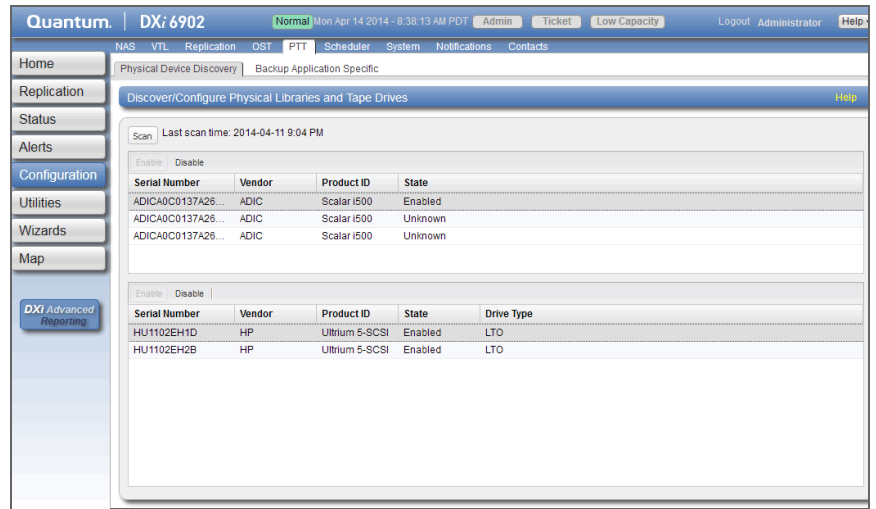 Quantum. DXi 6902 Normal Mon Apr 14 2014 - 8:38:13 AM PDT Admin Ticket Low Capacity Logout Administrator Help
NAS VTL Replication OST PTT Scheduler System Notifications Contacts
Home
Replication
Status
Alerts
Configuration
Utilities
Wizards
Map
DXi Advanced
Reporting
Physical Device Discovery Backup Application Specific
Discover/Configure Physical Libraries and Tape Drives Help
Scan Last scan time: 2014-04-11 9:04 PM
Enable Disable
Serial Number Vendor Product ID State
ADICA0C0137A26... ADIC Scalar i500 Enabled
ADICA0C0137A26... ADIC Scalar i500 Unknown
ADICA0C0137A26... ADIC Scalar i500 Unknown
Enable Disable
Serial Number Vendor Product ID State Drive Type
HU1102EH1D HP Ultrium 5-SCSI Enabled LTO
HU1102EH2B HP Ultrium 5-SCSI Enabled LTO